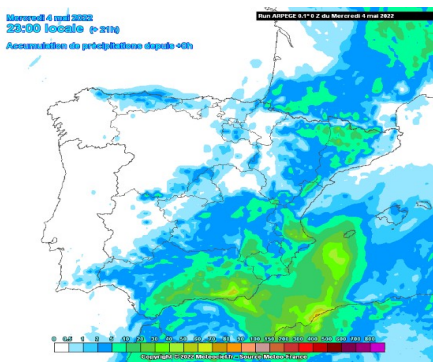 Mercredi 4 mai 2022
23:00 locale (+ 21h)
Accumulation de précipitations depuis +0h
Run ARPEGE 0.1° 0 Z du Mercredi 4 mai 2022
Copyright ©2022 Meteociel.fr - Source Meteo-France